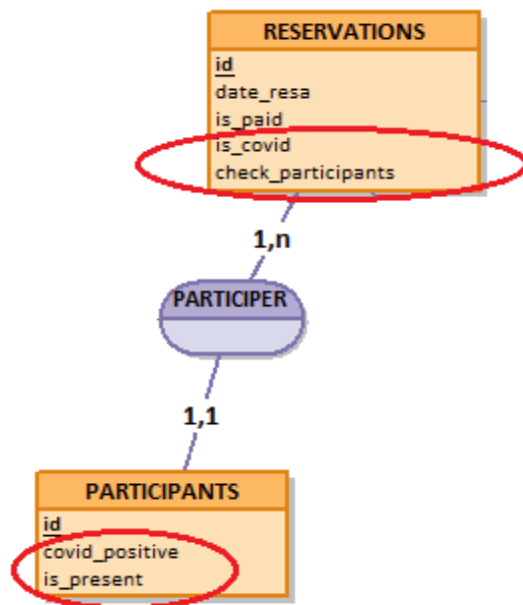 RESERVATIONS
id
date_resa
is_paid
is_covid
check_participants
1,n
PARTICIPER
1,1
PARTICIPANTS
id
covid_positive
is_present